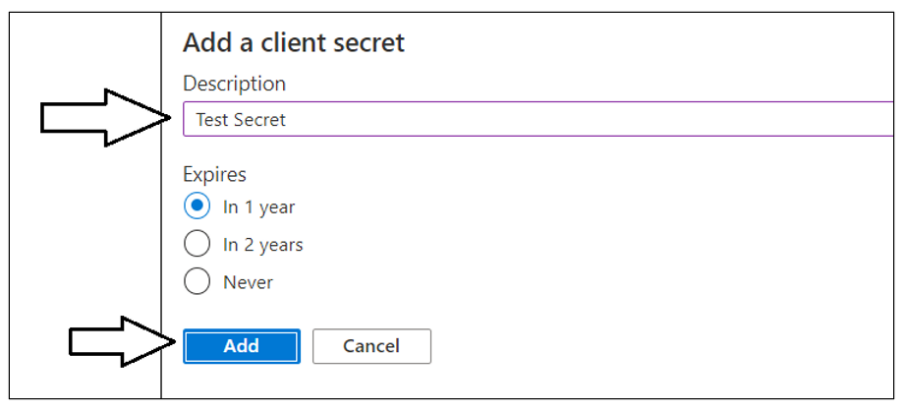 Add a client secret
Description
Test Secret
Expires
In 1 year
In 2 years
Never
Add Cancel